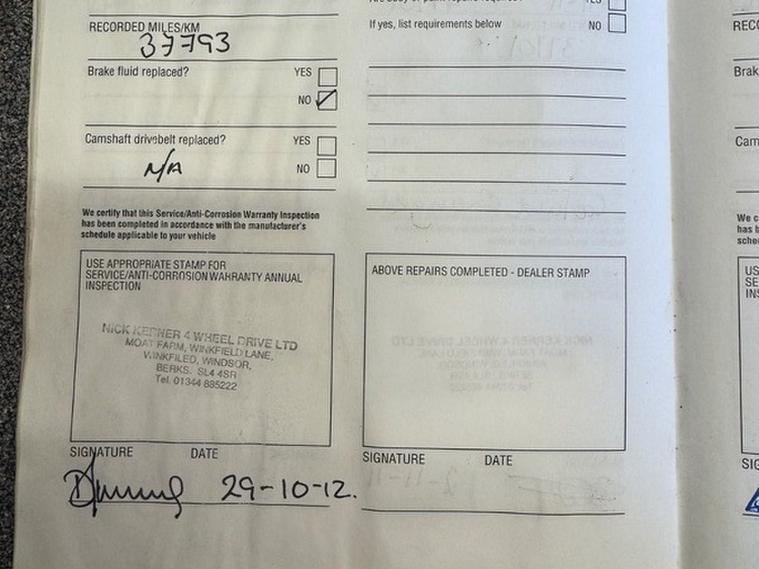 RECORDED MILES/KM
37793
Brake fluid replaced? YES
NO
Camshaft drivebelt replaced? YES
N/A NO
We certify that this Service/Anti-Corrosion Warranty Inspection
has been completed in accordance with the manufacturer's
schedule applicable to your vehicle
USE APPROPRIATE STAMP FOR
SERVICE/ANTI-CORROSION WARRANTY ANNUAL
INSPECTION
NICK KERNER 4 WHEEL DRIVE LTD
MOAT FARM, WINKFIELD LANE,
WINKFILED, WINDSOR,
BERKS. SL4 4SR
Tel. 01344 885222
SIGNATURE DATE
29-10-12.
YES
If yes, list requirements below NO
ABOVE REPAIRS COMPLETED - DEALER STAMP
SIGNATURE DATE